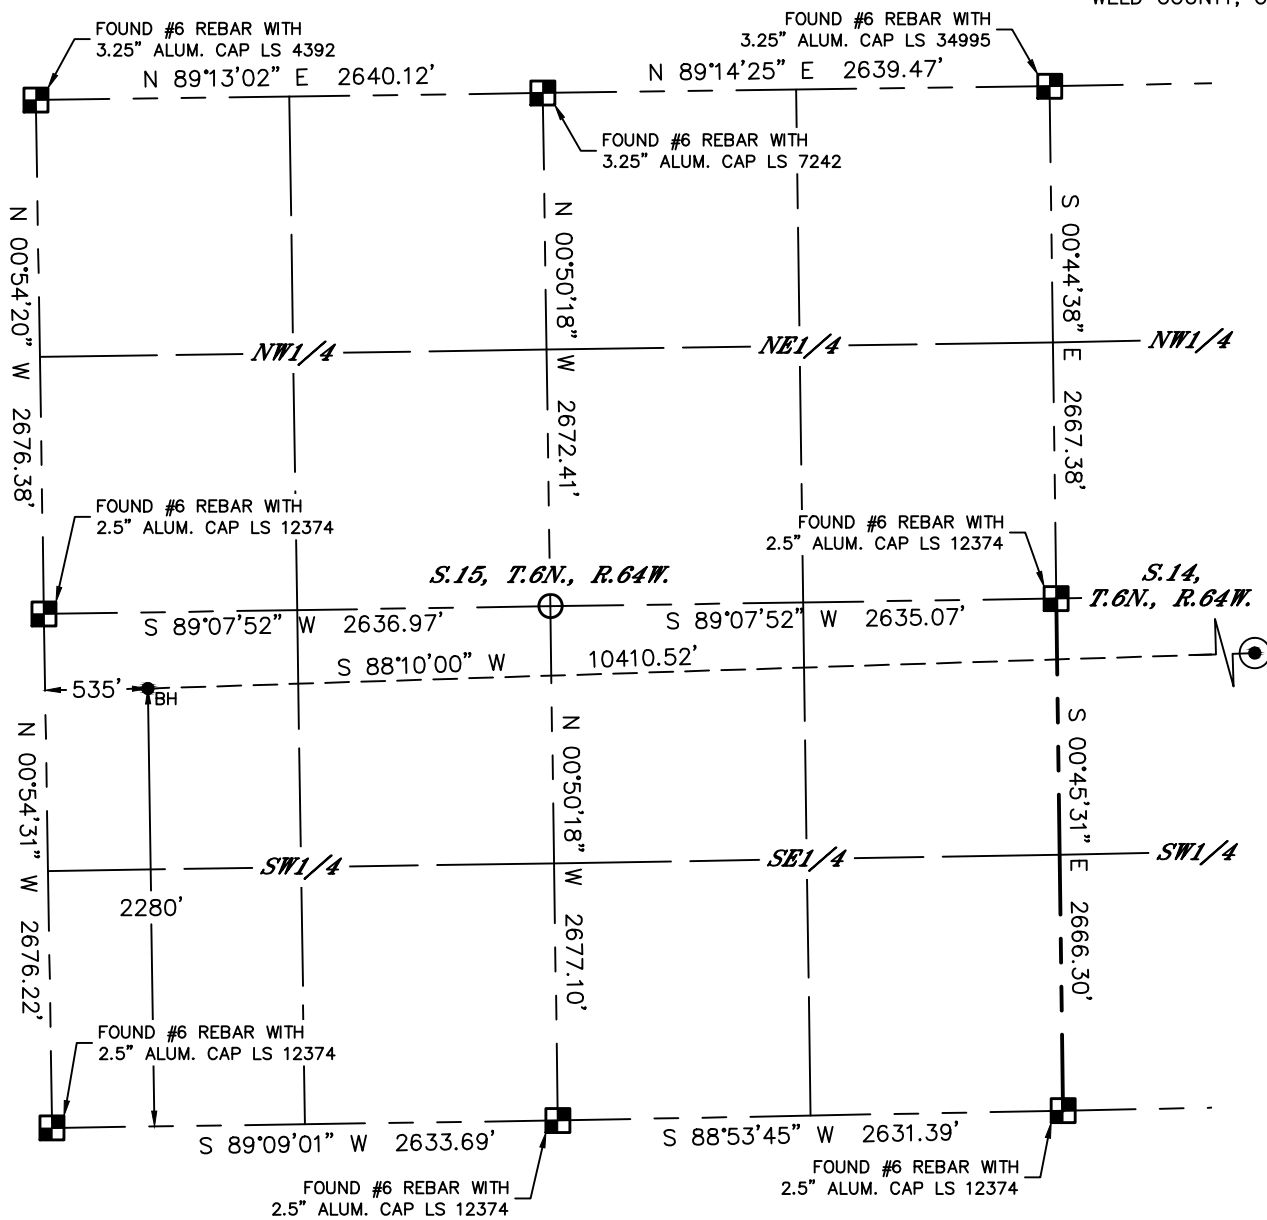 WELD COUNTY, C
FOUND #6 REBAR WITH
3.25" ALUM. CAP LS 4392
FOUND #6 REBAR WITH
3.25" ALUM. CAP LS 34995
N 89°13'02" E 2640.12'
N 89°14'25" E 2639.47'
FOUND #6 REBAR WITH
3.25" ALUM. CAP LS 7242
N 00°54'20" W 2676.38'
N 00°50'18" W 2672.41'
S 00°44'38" E 2667.38'
NW1/4
NE1/4
NW1/4
FOUND #6 REBAR WITH
2.5" ALUM. CAP LS 12374
FOUND #6 REBAR WITH
2.5" ALUM. CAP LS 12374
S.15, T.6N., R.64W.
S.14,
T.6N., R.64W.
S 89°07'52" W 2636.97'
S 89°07'52" W 2635.07'
S 88°10'00" W 10410.52'
535'
BH
N 00°54'31" W 2676.22'
N 00°50'18" W 2677.10'
S 00°45'31" E 2666.30'
SW1/4
SE1/4
SW1/4
2280'
FOUND #6 REBAR WITH
2.5" ALUM. CAP LS 12374
S 89°09'01" W 2633.69'
S 88°53'45" W 2631.39'
FOUND #6 REBAR WITH
2.5" ALUM. CAP LS 12374
FOUND #6 REBAR WITH
2.5" ALUM. CAP LS 12374